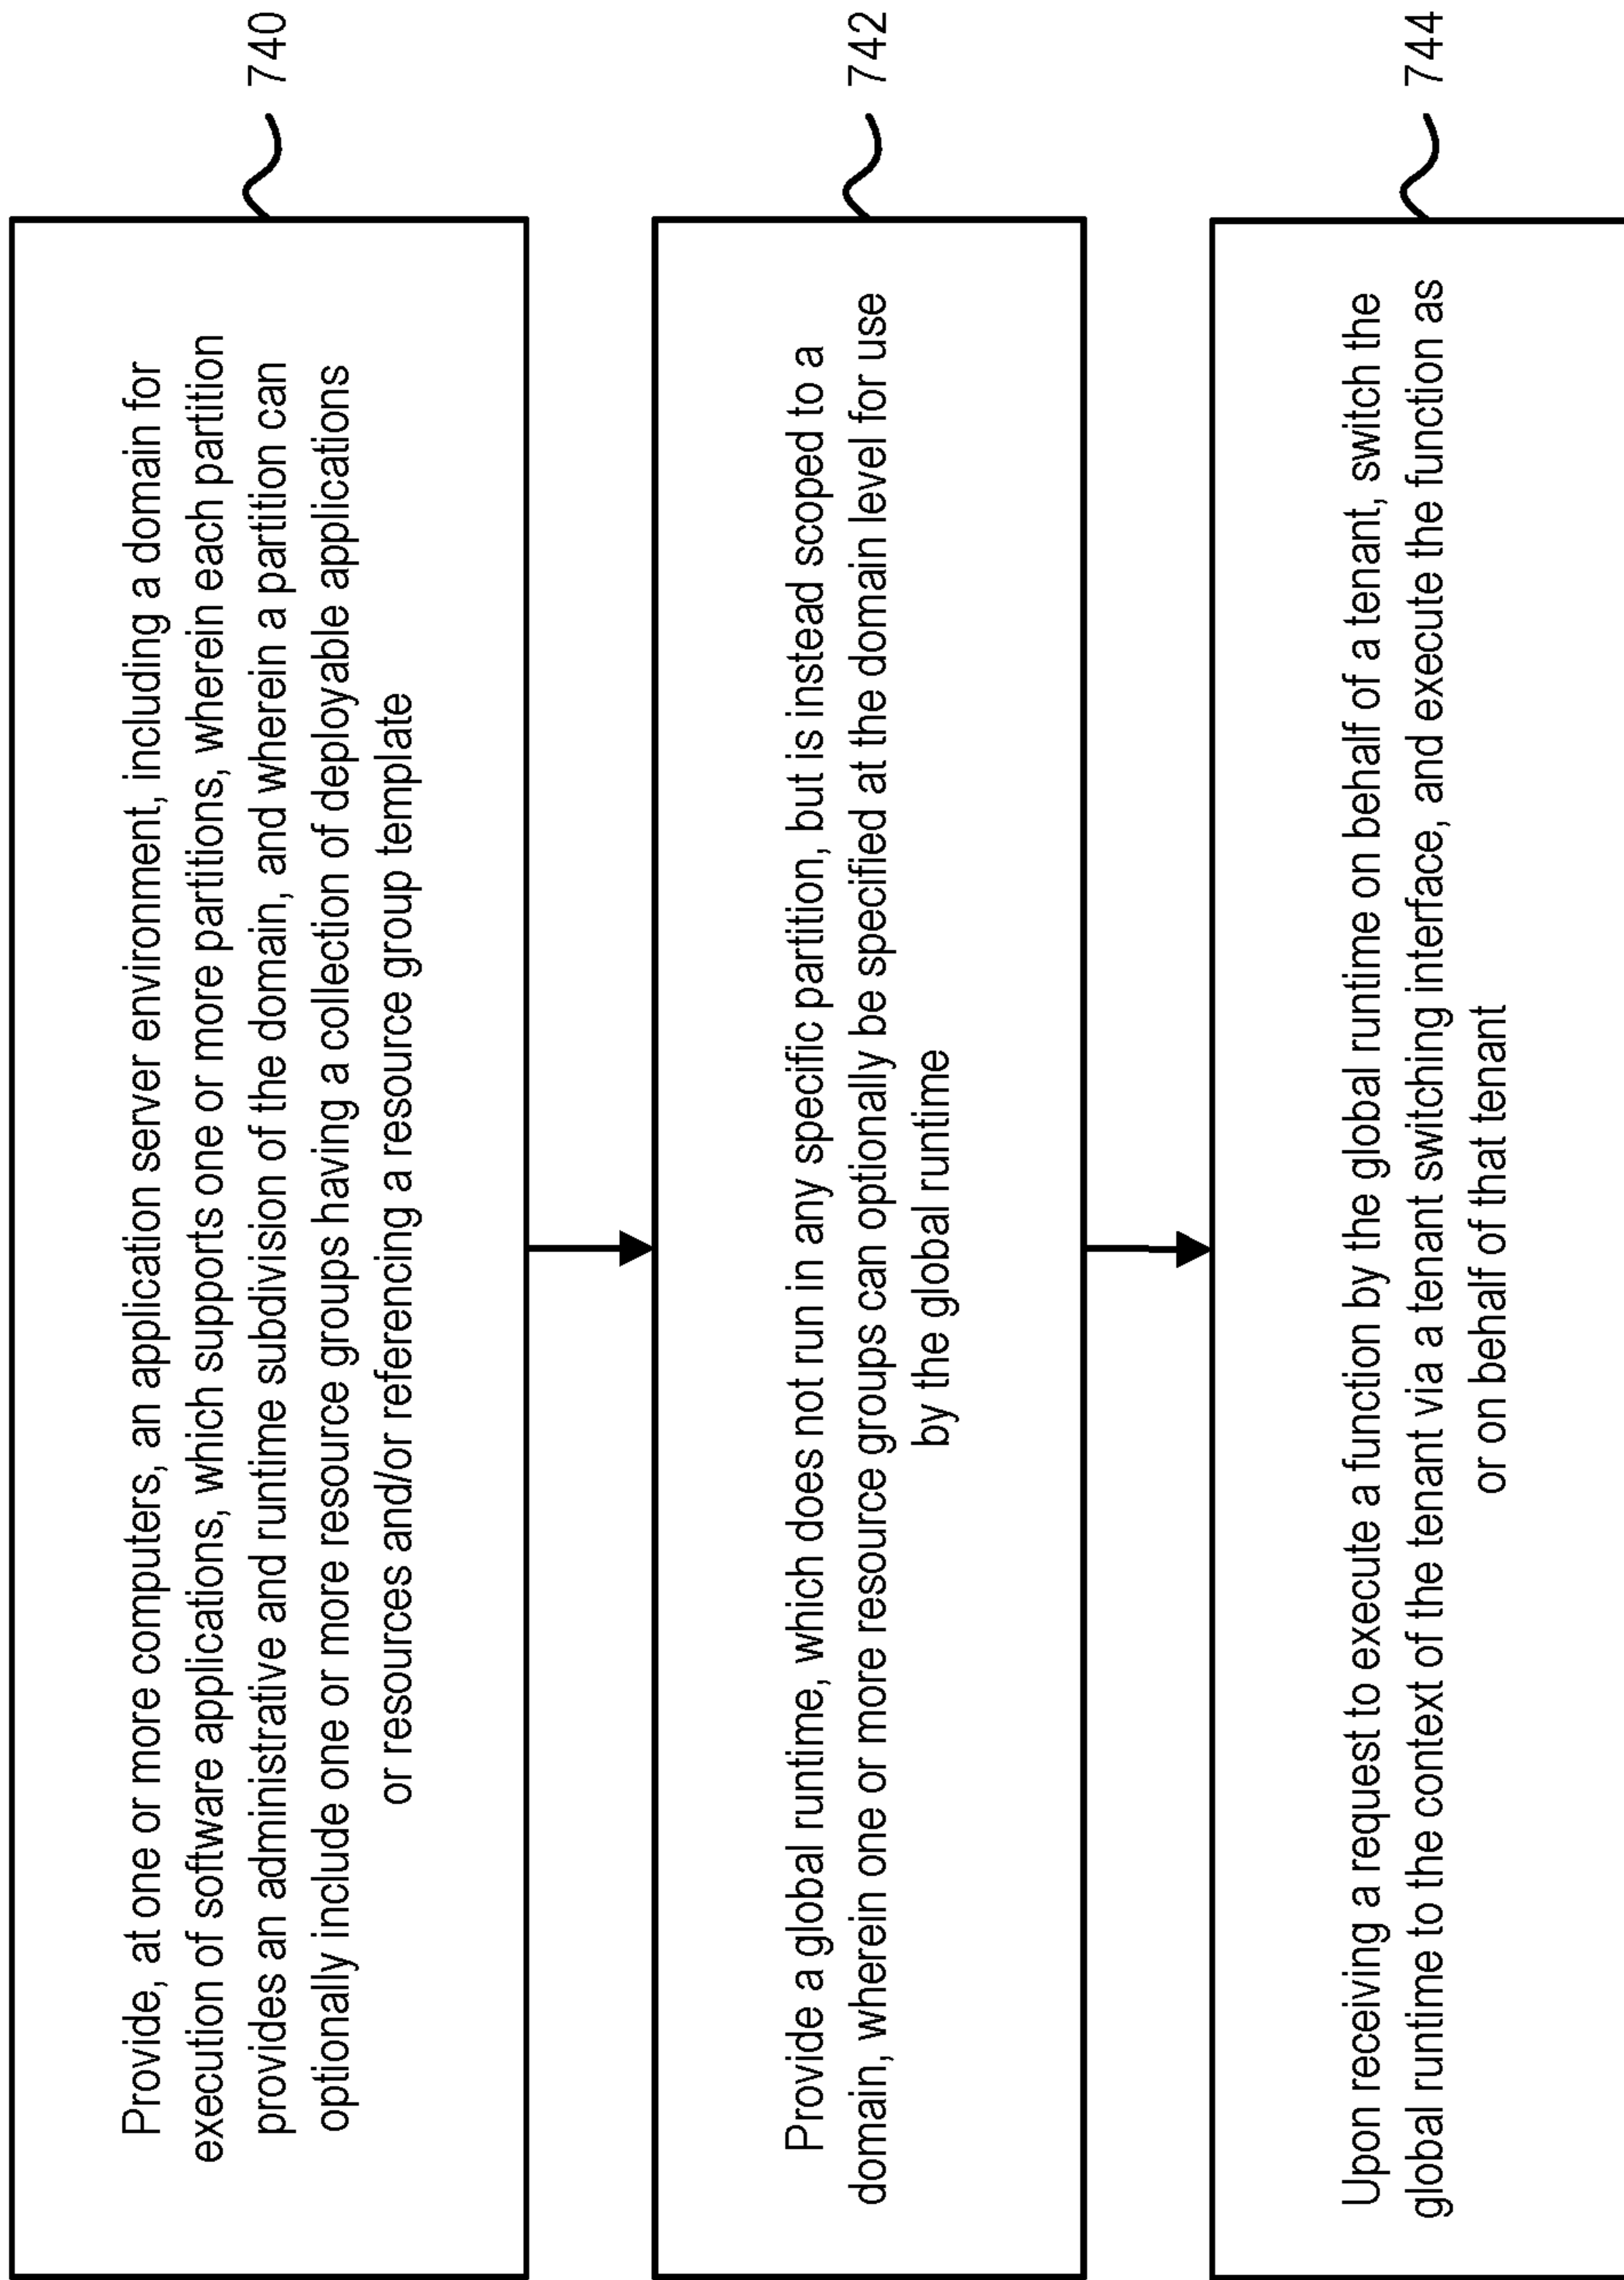 Provide, at one or more computers, an application server environment, including a domain for
execution of software applications, which supports one or more partitions, wherein each partition
provides an administrative and runtime subdivision of the domain, and wherein a partition can
optionally include one or more resource groups having a collection of deployable applications
or resources and/or referencing a resource group template
740
Provide a global runtime, which does not run in any specific partition, but is instead scoped to a
domain, wherein one or more resource groups can optionally be specified at the domain level for use
by the global runtime
742
Upon receiving a request to execute a function by the global runtime on behalf of a tenant, switch the
global runtime to the context of the tenant via a tenant switching interface, and execute the function as
or on behalf of that tenant
744